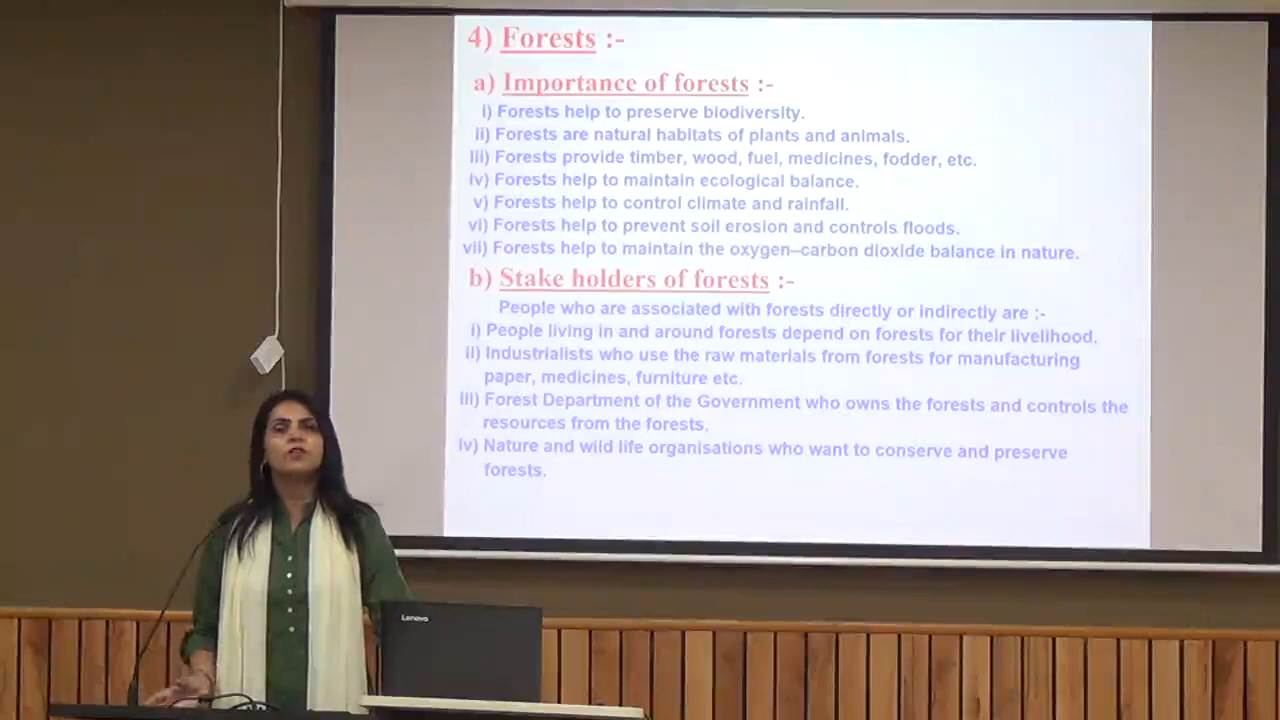 4) Forests :-
a) Importance of forests :-
i) Forests help to preserve biodiversity.
ii) Forests are natural habitats of plants and animals.
iii) Forests provide timber, wood, fuel, medicines, fodder, etc.
iv) Forests help to maintain ecological balance.
v) Forests help to control climate and rainfall.
vi) Forests help to prevent soil erosion and controls floods.
vii) Forests help to maintain the oxygen–carbon dioxide balance in nature.
b) Stake holders of forests :-
People who are associated with forests directly or indirectly are :-
i) People living in and around forests depend on forests for their livelihood.
ii) Industrialists who use the raw materials from forests for manufacturing
paper, medicines, furniture etc.
iii) Forest Department of the Government who owns the forests and controls the
resources from the forests.
iv) Nature and wild life organisations who want to conserve and preserve
forests.
Lenovo